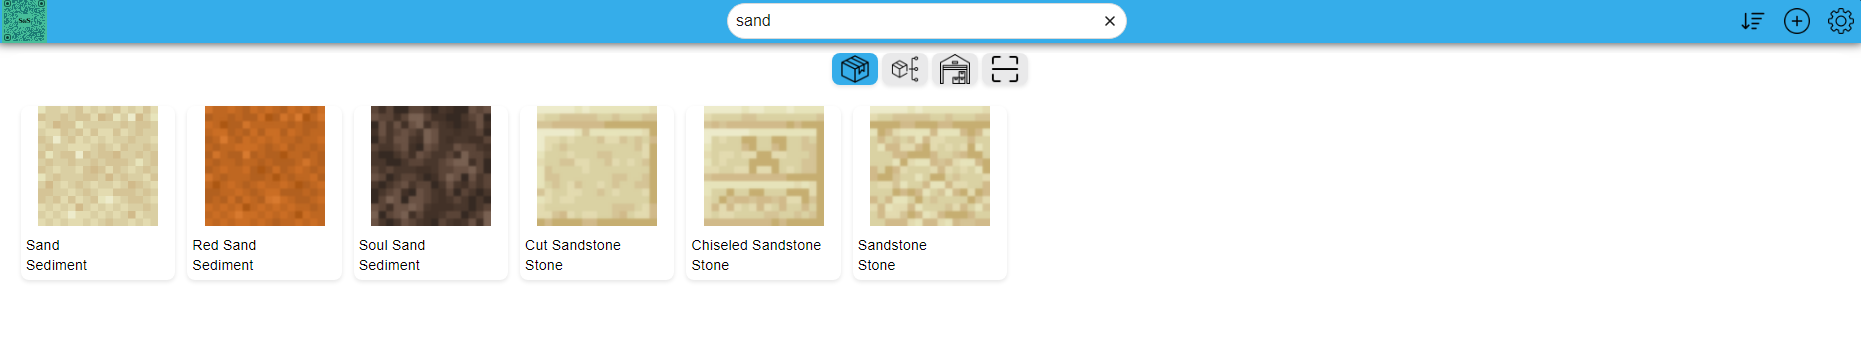 S&S
sand
Sand
Sediment
Red Sand
Sediment
Soul Sand
Sediment
Cut Sandstone
Stone
Chiseled Sandstone
Stone
Sandstone
Stone